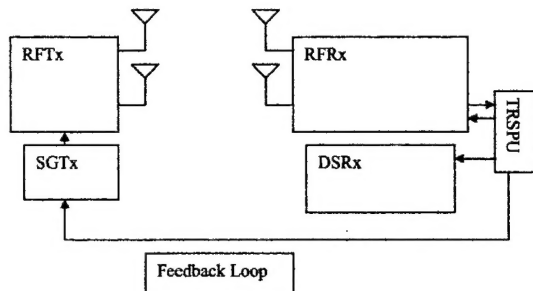 RFTx
RFRx
TRSPU
SGTx
DSRx
Feedback Loop